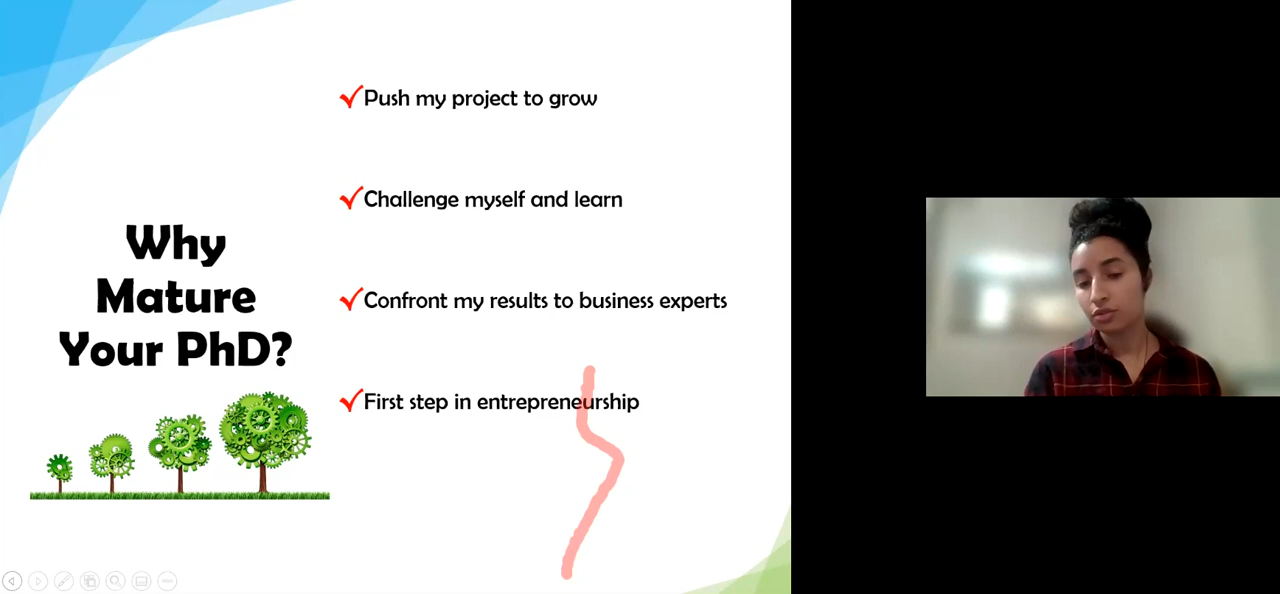 Why
Mature
Your PhD?
Push my project to grow
Challenge myself and learn
Confront my results to business experts
First step in entrepreneurship